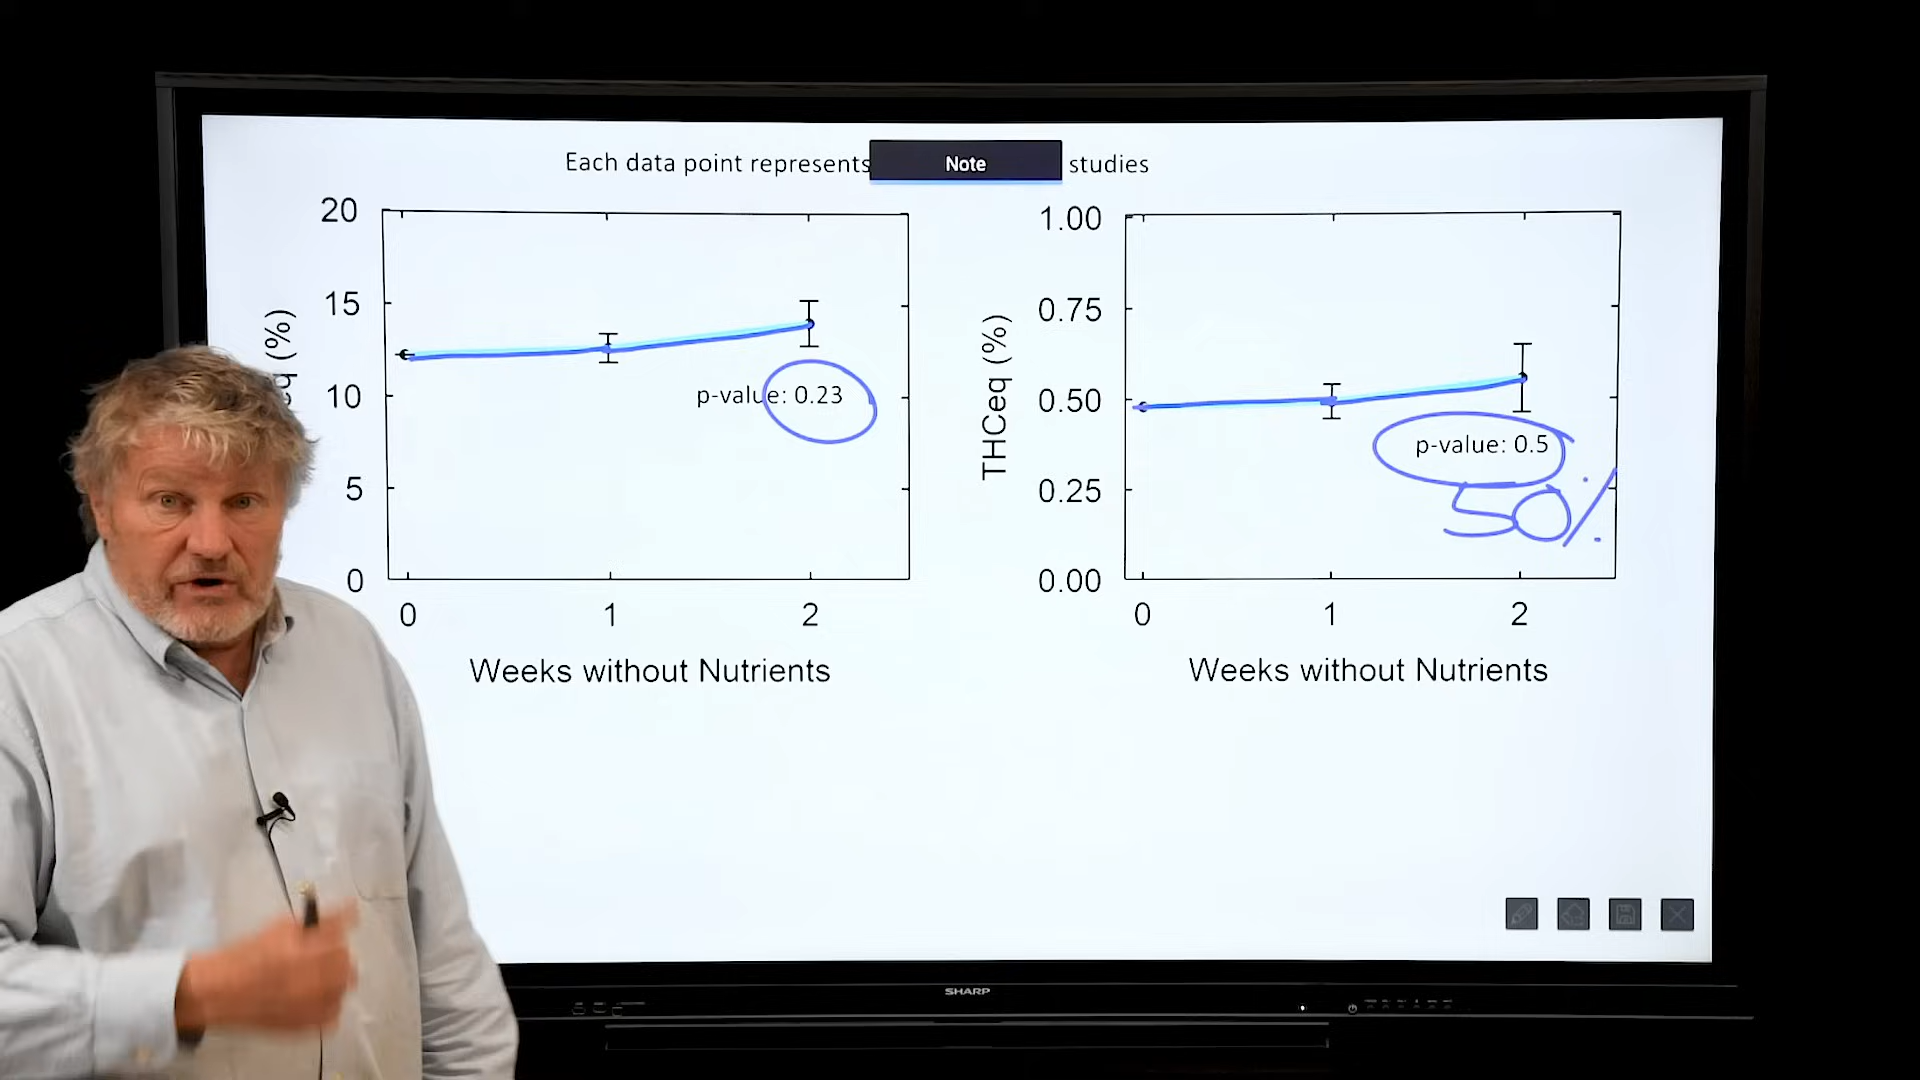 Each data point represents Note studies
20
15
10
5
0
eq (%)
p-value: 0.23
0 1 2
Weeks without Nutrients
1.00
0.75
0.50
0.25
0.00
THCeq (%)
p-value: 0.5
50%
0 1 2
Weeks without Nutrients
SHARP